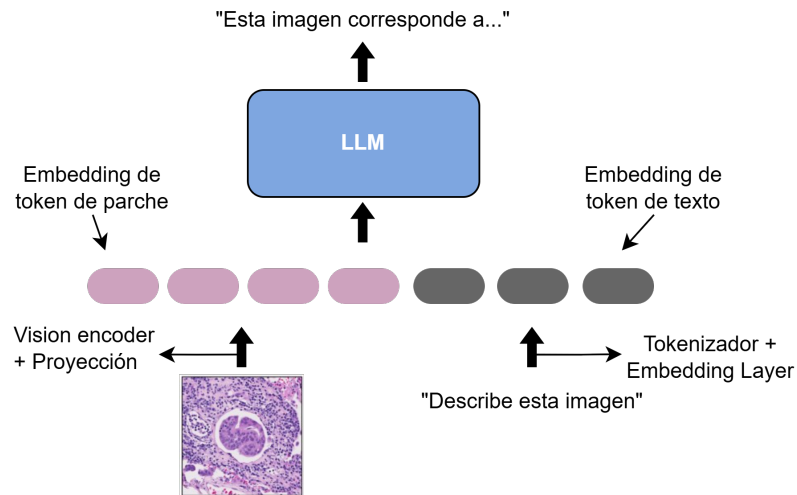 "Esta imagen corresponde a..."
LLM
Embedding de
token de parche
Embedding de
token de texto
Vision encoder
+ Proyección
Tokenizador +
Embedding Layer
"Describe esta imagen"